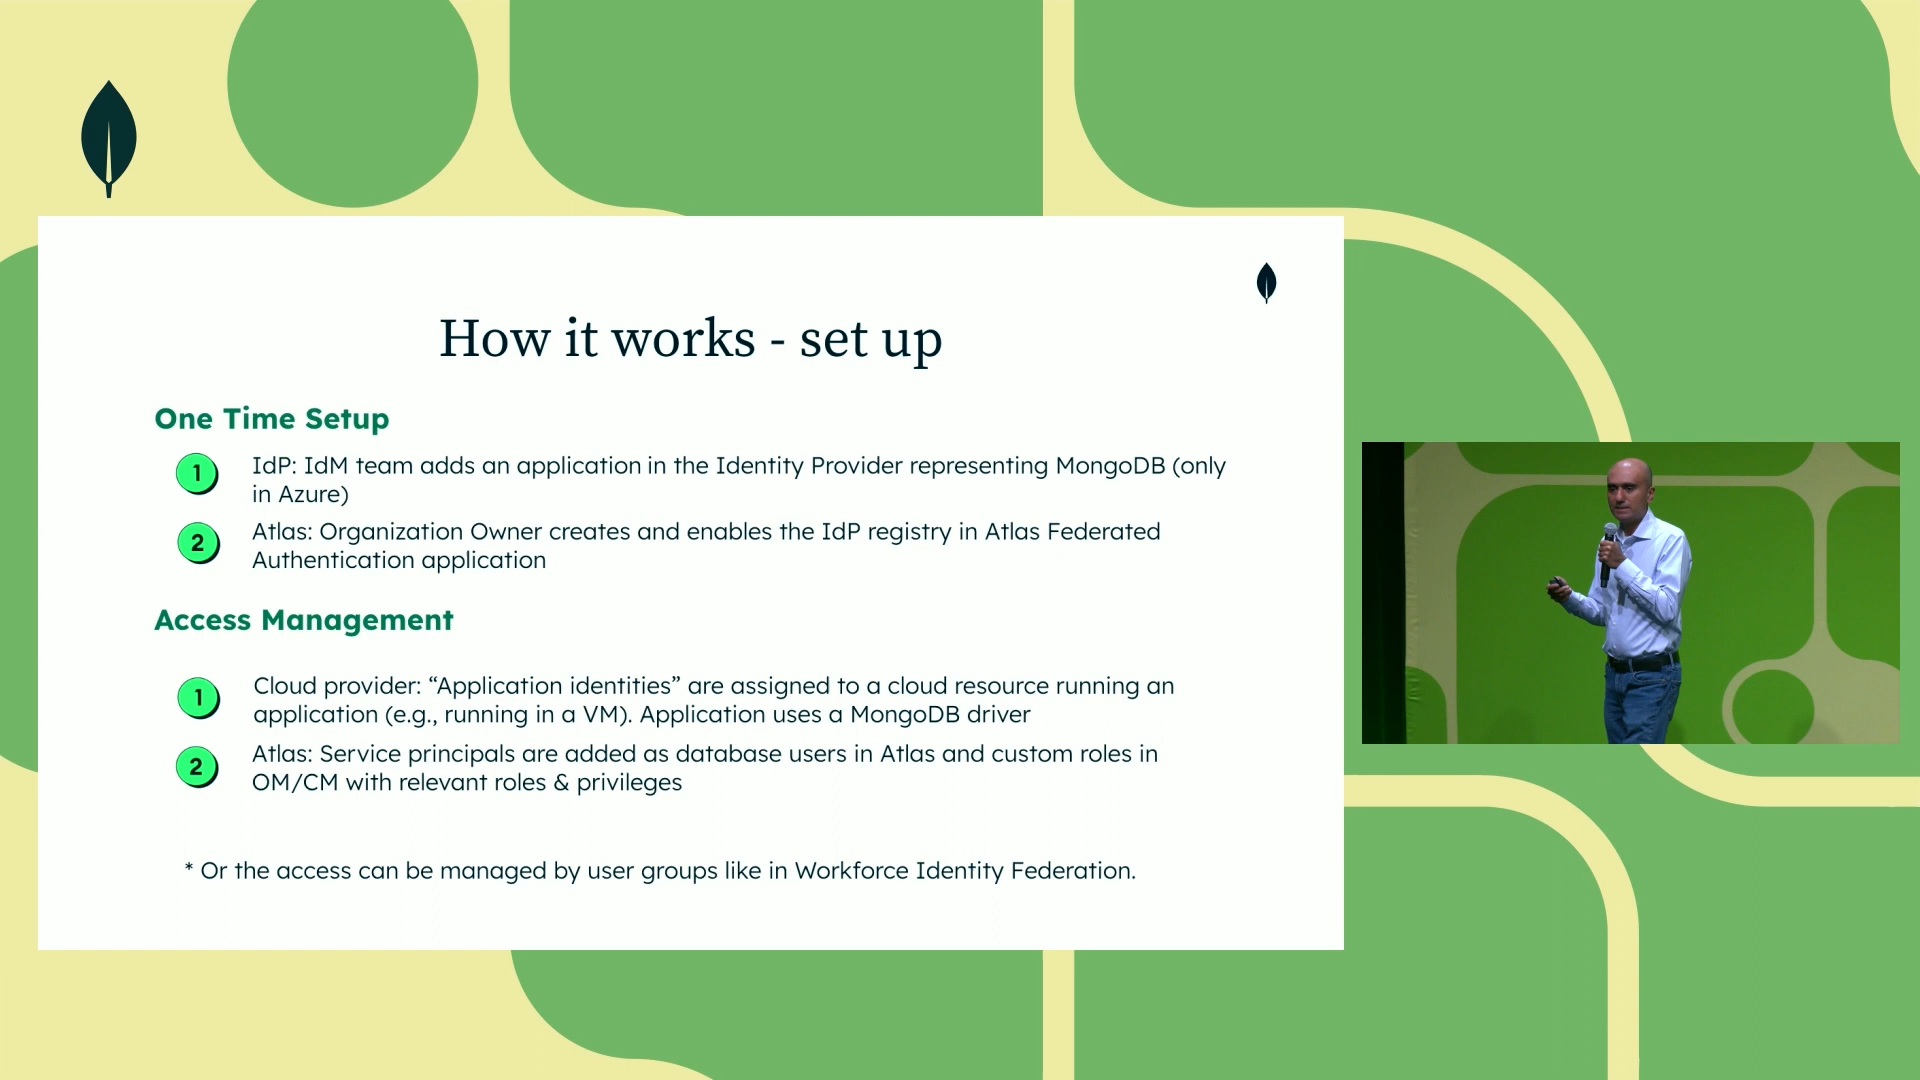 How it works - set up
One Time Setup
1 IdP: IdM team adds an application in the Identity Provider representing MongoDB (only
in Azure)
2 Atlas: Organization Owner creates and enables the IdP registry in Atlas Federated
Authentication application
Access Management
1 Cloud provider: “Application identities” are assigned to a cloud resource running an
application (e.g., running in a VM). Application uses a MongoDB driver
2 Atlas: Service principals are added as database users in Atlas and custom roles in
OM/CM with relevant roles & privileges
* Or the access can be managed by user groups like in Workforce Identity Federation.